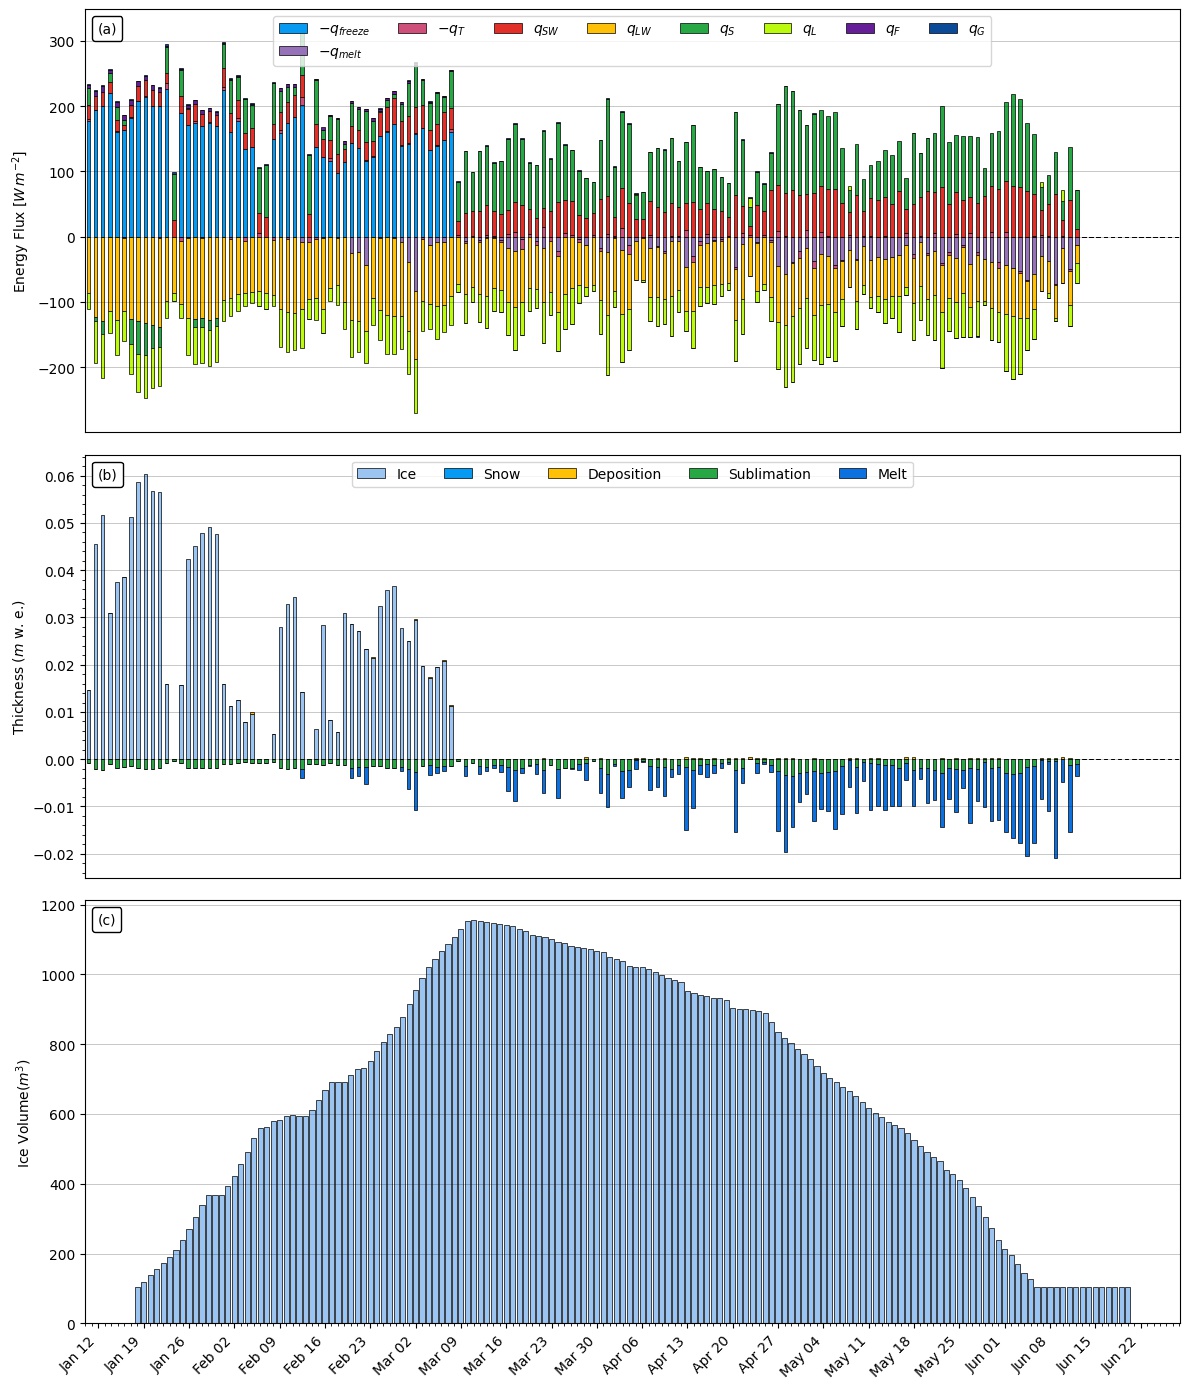 (a)
−q_freeze −q_T q_SW q_LW q_S q_L q_F q_G
−q_melt
300
200
100
0
−100
−200
Energy Flux [W m⁻²]
(b)
Ice Snow Deposition Sublimation Melt
0.06
0.05
0.04
0.03
0.02
0.01
0.00
−0.01
−0.02
Thickness (m w. e.)
(c)
1200
1000
800
600
400
200
0
Ice Volume(m³)
Jan 12 Jan 19 Jan 26 Feb 02 Feb 09 Feb 16 Feb 23 Mar 02 Mar 09 Mar 16 Mar 23 Mar 30 Apr 06 Apr 13 Apr 20 Apr 27 May 04 May 11 May 18 May 25 Jun 01 Jun 08 Jun 15 Jun 22